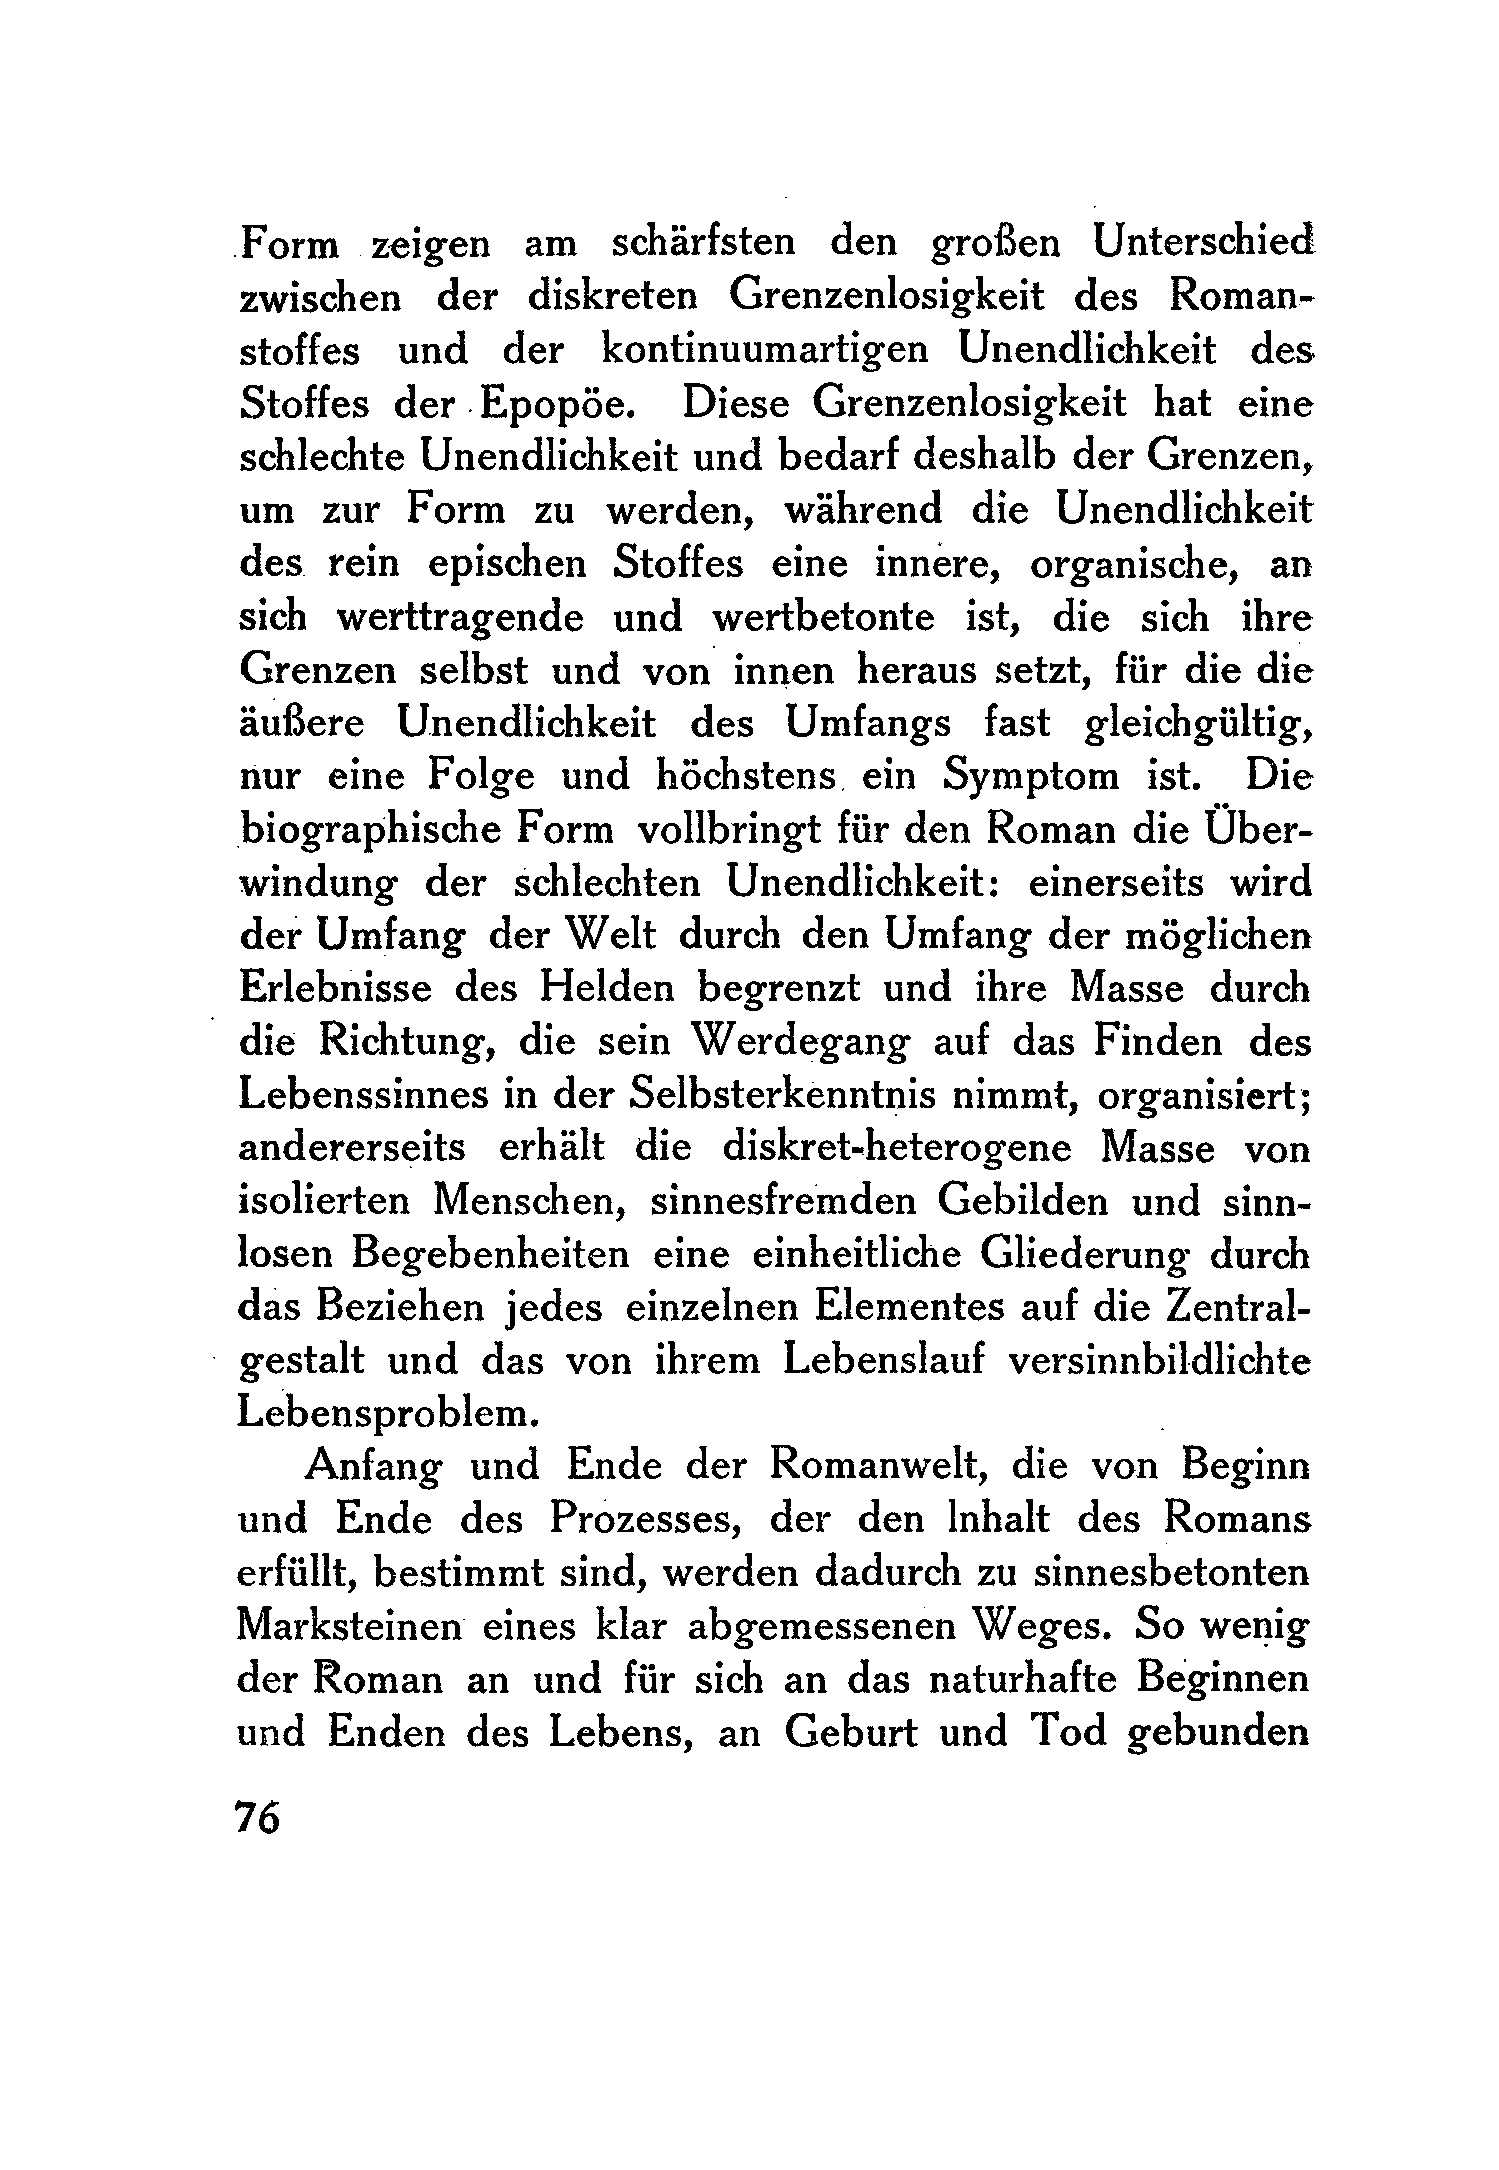 Form zeigen am schärfsten den großen Unterschied
zwischen der diskreten Grenzenlosigkeit des Roman-
stoffes und der kontinuumartigen Unendlichkeit des
Stoffes der Epopöe. Diese Grenzenlosigkeit hat eine
schlechte Unendlichkeit und bedarf deshalb der Grenzen,
um zur Form zu werden, während die Unendlichkeit
des rein epischen Stoffes eine innere, organische, an
sich werttragende und wertbetonte ist, die sich ihre
Grenzen selbst und von innen heraus setzt, für die die
äußere Unendlichkeit des Umfangs fast gleichgültig,
nur eine Folge und höchstens ein Symptom ist. Die
biographische Form vollbringt für den Roman die Über-
windung der schlechten Unendlichkeit: einerseits wird
der Umfang der Welt durch den Umfang der möglichen
Erlebnisse des Helden begrenzt und ihre Masse durch
die Richtung, die sein Werdegang auf das Finden des
Lebenssinnes in der Selbsterkenntnis nimmt, organisiert;
andererseits erhält die diskret-heterogene Masse von
isolierten Menschen, sinnesfremden Gebilden und sinn-
losen Begebenheiten eine einheitliche Gliederung durch
das Beziehen jedes einzelnen Elementes auf die Zentral-
gestalt und das von ihrem Lebenslauf versinnbildlichte
Lebensproblem.
Anfang und Ende der Romanwelt, die von Beginn
und Ende des Prozesses, der den Inhalt des Romans
erfüllt, bestimmt sind, werden dadurch zu sinnesbetonten
Marksteinen eines klar abgemessenen Weges. So wenig
der Roman an und für sich an das naturhafte Beginnen
und Enden des Lebens, an Geburt und Tod gebunden
76